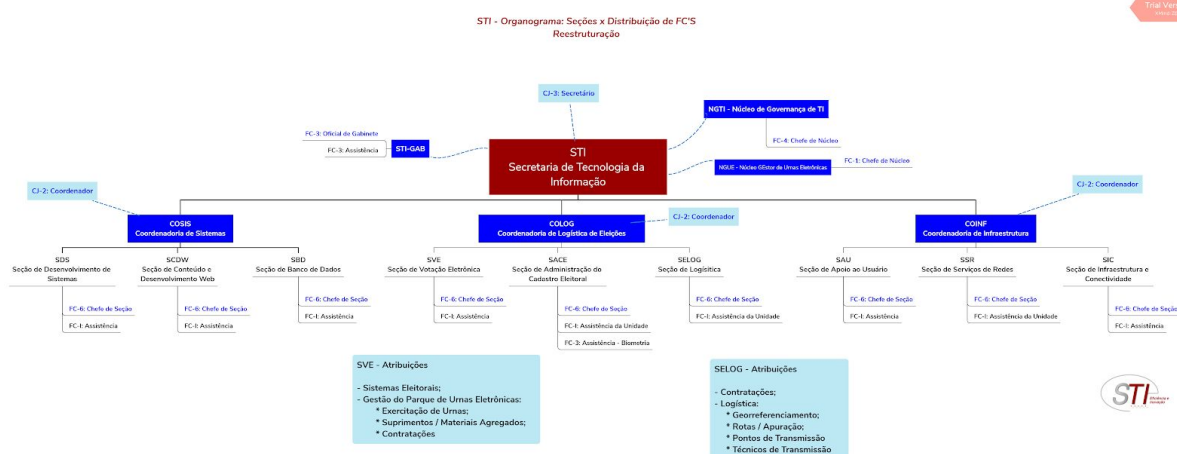 Trial Ver
STI - Organograma: Seções x Distribuição de FC'S
Reestruturação
CJ-3: Secretário
NGTI - Núcleo de Governança de TI
FC-4: Chefe de Núcleo
FC-3: Oficial de Gabinete
FC-3: Assistência
STI-GAB
STI
Secretaria de Tecnologia da
Informação
NGUE - Núcleo GEstor de Urnas Eletrônicas
FC-1: Chefe de Núcleo
CJ-2: Coordenador
CJ-2: Coordenador
CJ-2: Coordenador
COSIS
Coordenadoria de Sistemas
COLOG
Coordenadoria de Logística de Eleições
COINF
Coordenadoria de Infraestrutura
SDS
Seção de Desenvolvimento de
Sistemas
FC-6: Chefe de Seção
FC-I: Assistência
SCDW
Seção de Conteúdo e
Desenvolvimento Web
FC-6: Chefe de Seção
FC-I: Assistência
SBD
Seção de Banco de Dados
FC-6: Chefe de Seção
FC-I: Assistência
SVE
Seção de Votação Eletrônica
FC-6: Chefe de Seção
FC-I: Assistência
SACE
Seção de Administração do
Cadastro Eleitoral
FC-6: Chefe de Seção
FC-I: Assistência da Unidade
FC-3: Assistência - Biometria
SELOG
Seção de Logísitica
FC-6: Chefe de Seção
FC-I: Assistência da Unidade
SAU
Seção de Apoio ao Usuário
FC-6: Chefe de Seção
FC-I: Assistência
SSR
Seção de Serviços de Redes
FC-6: Chefe de Seção
FC-I: Assistência da Unidade
SIC
Seção de Infraestrutura e
Conectividade
FC-6: Chefe de Seção
FC-I: Assistência
SVE - Atribuições
- Sistemas Eleitorais;
- Gestão do Parque de Urnas Eletrônicas:
* Exercitação de Urnas;
* Suprimentos / Materiais Agregados;
* Contratações
SELOG - Atribuições
- Contratações;
- Logística:
* Georreferenciamento;
* Rotas / Apuração;
* Pontos de Transmissão
* Técnicos de Transmissão
STI